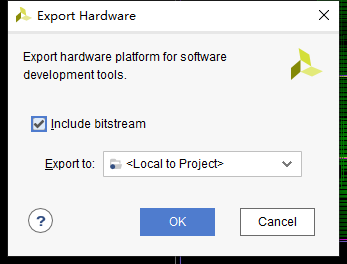 Export Hardware
Export hardware platform for software
development tools.
Include bitstream
Export to: <Local to Project>
?
OK
Cancel